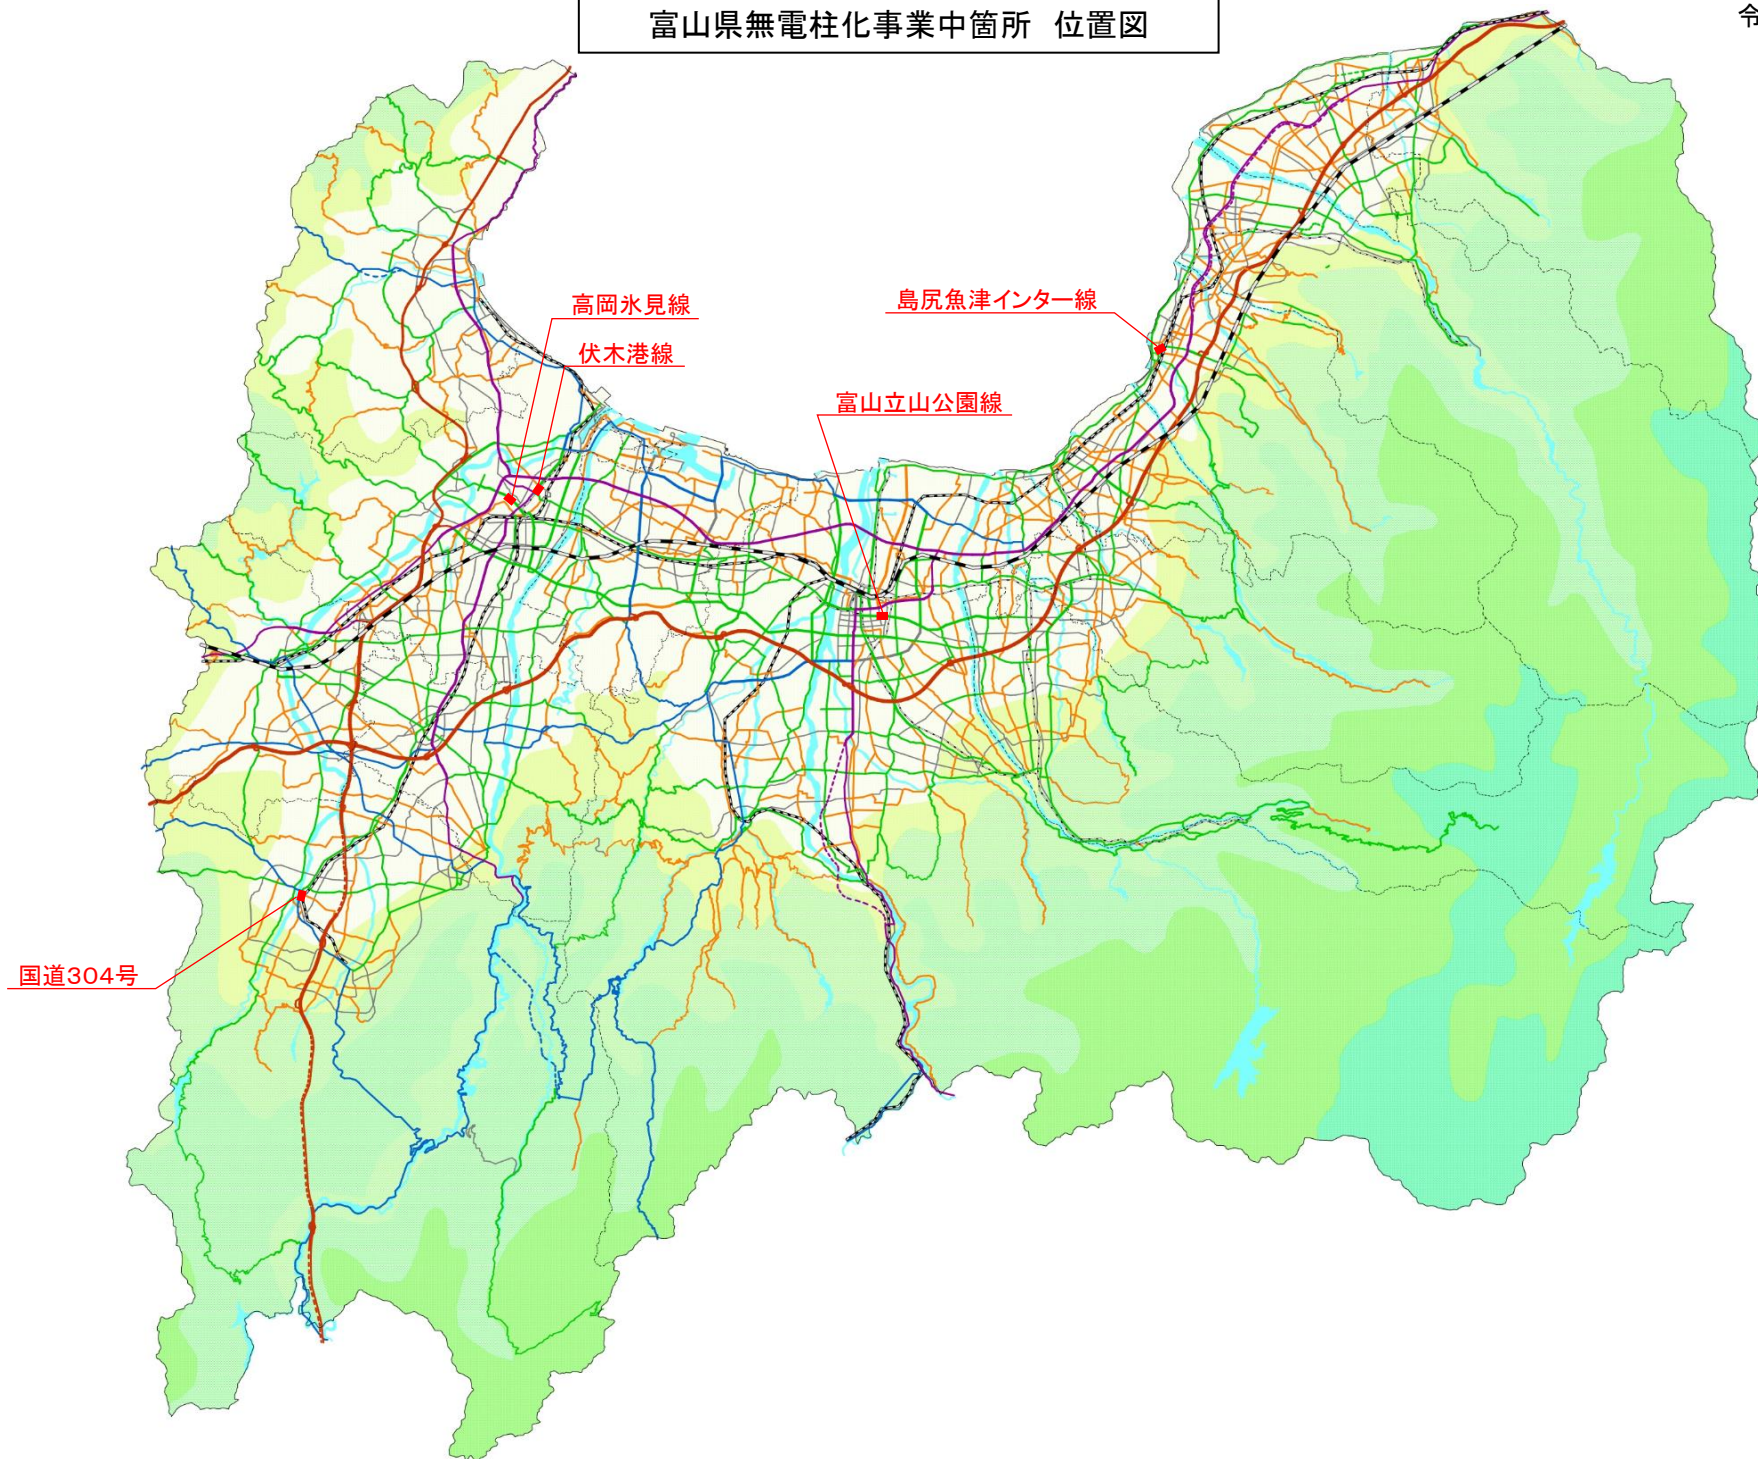 富山県無電柱化事業中箇所 位置図
令
高岡氷見線
島尻魚津インター線
伏木港線
富山立山公園線
国道304号